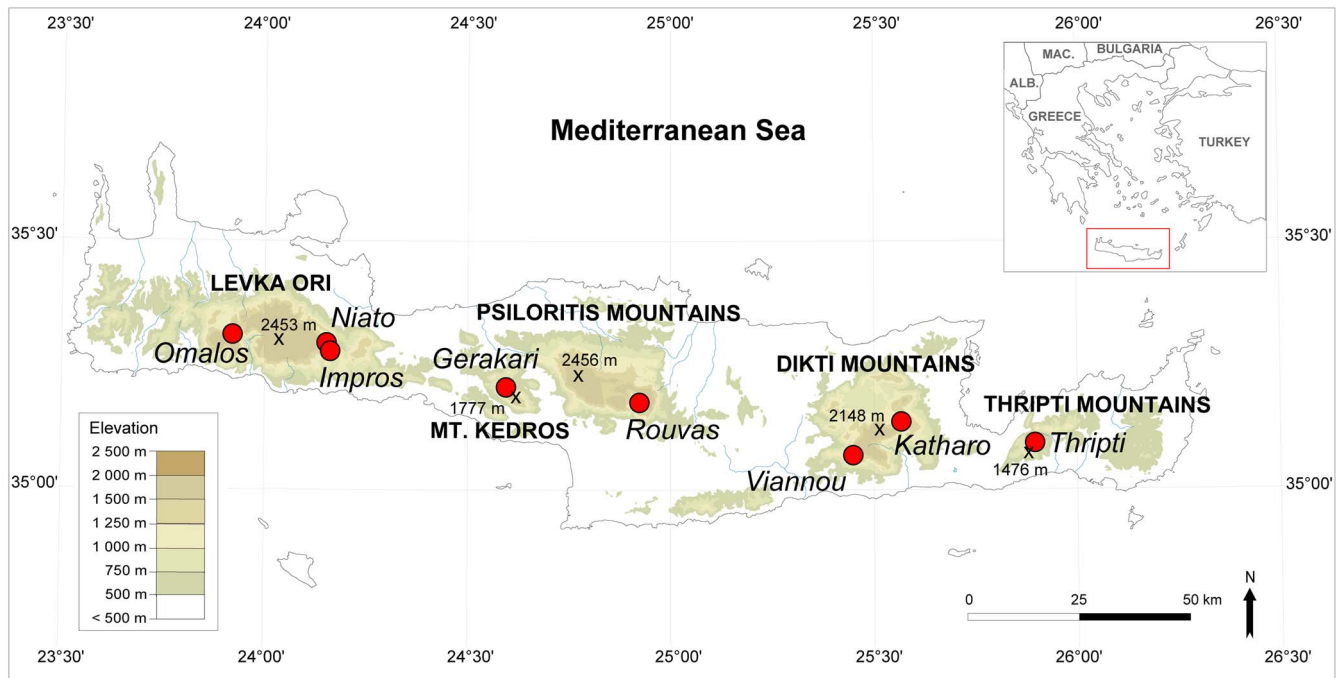 23°30' 24°00' 24°30' 25°00' 25°30' 26°00' 26°30'
MAC. BULGARIA
ALB.
GREECE
TURKEY
Mediterranean Sea
35°30' 35°30'
LEVKA ORI
PSILORITIS MOUNTAINS
2453 m Niato
x
Omalos
Impros
Gerakari
2456 m
x
1777 m x
MT. KEDROS
Rouvas
DIKTI MOUNTAINS
2148 m
x
Katharo
Viannou
THRIPTI MOUNTAINS
Thripti
x
1476 m
35°00' 35°00'
Elevation
2 500 m
2 000 m
1 500 m
1 250 m
1 000 m
750 m
500 m
< 500 m
N
0 25 50 km
23°30' 24°00' 24°30' 25°00' 25°30' 26°00' 26°30'